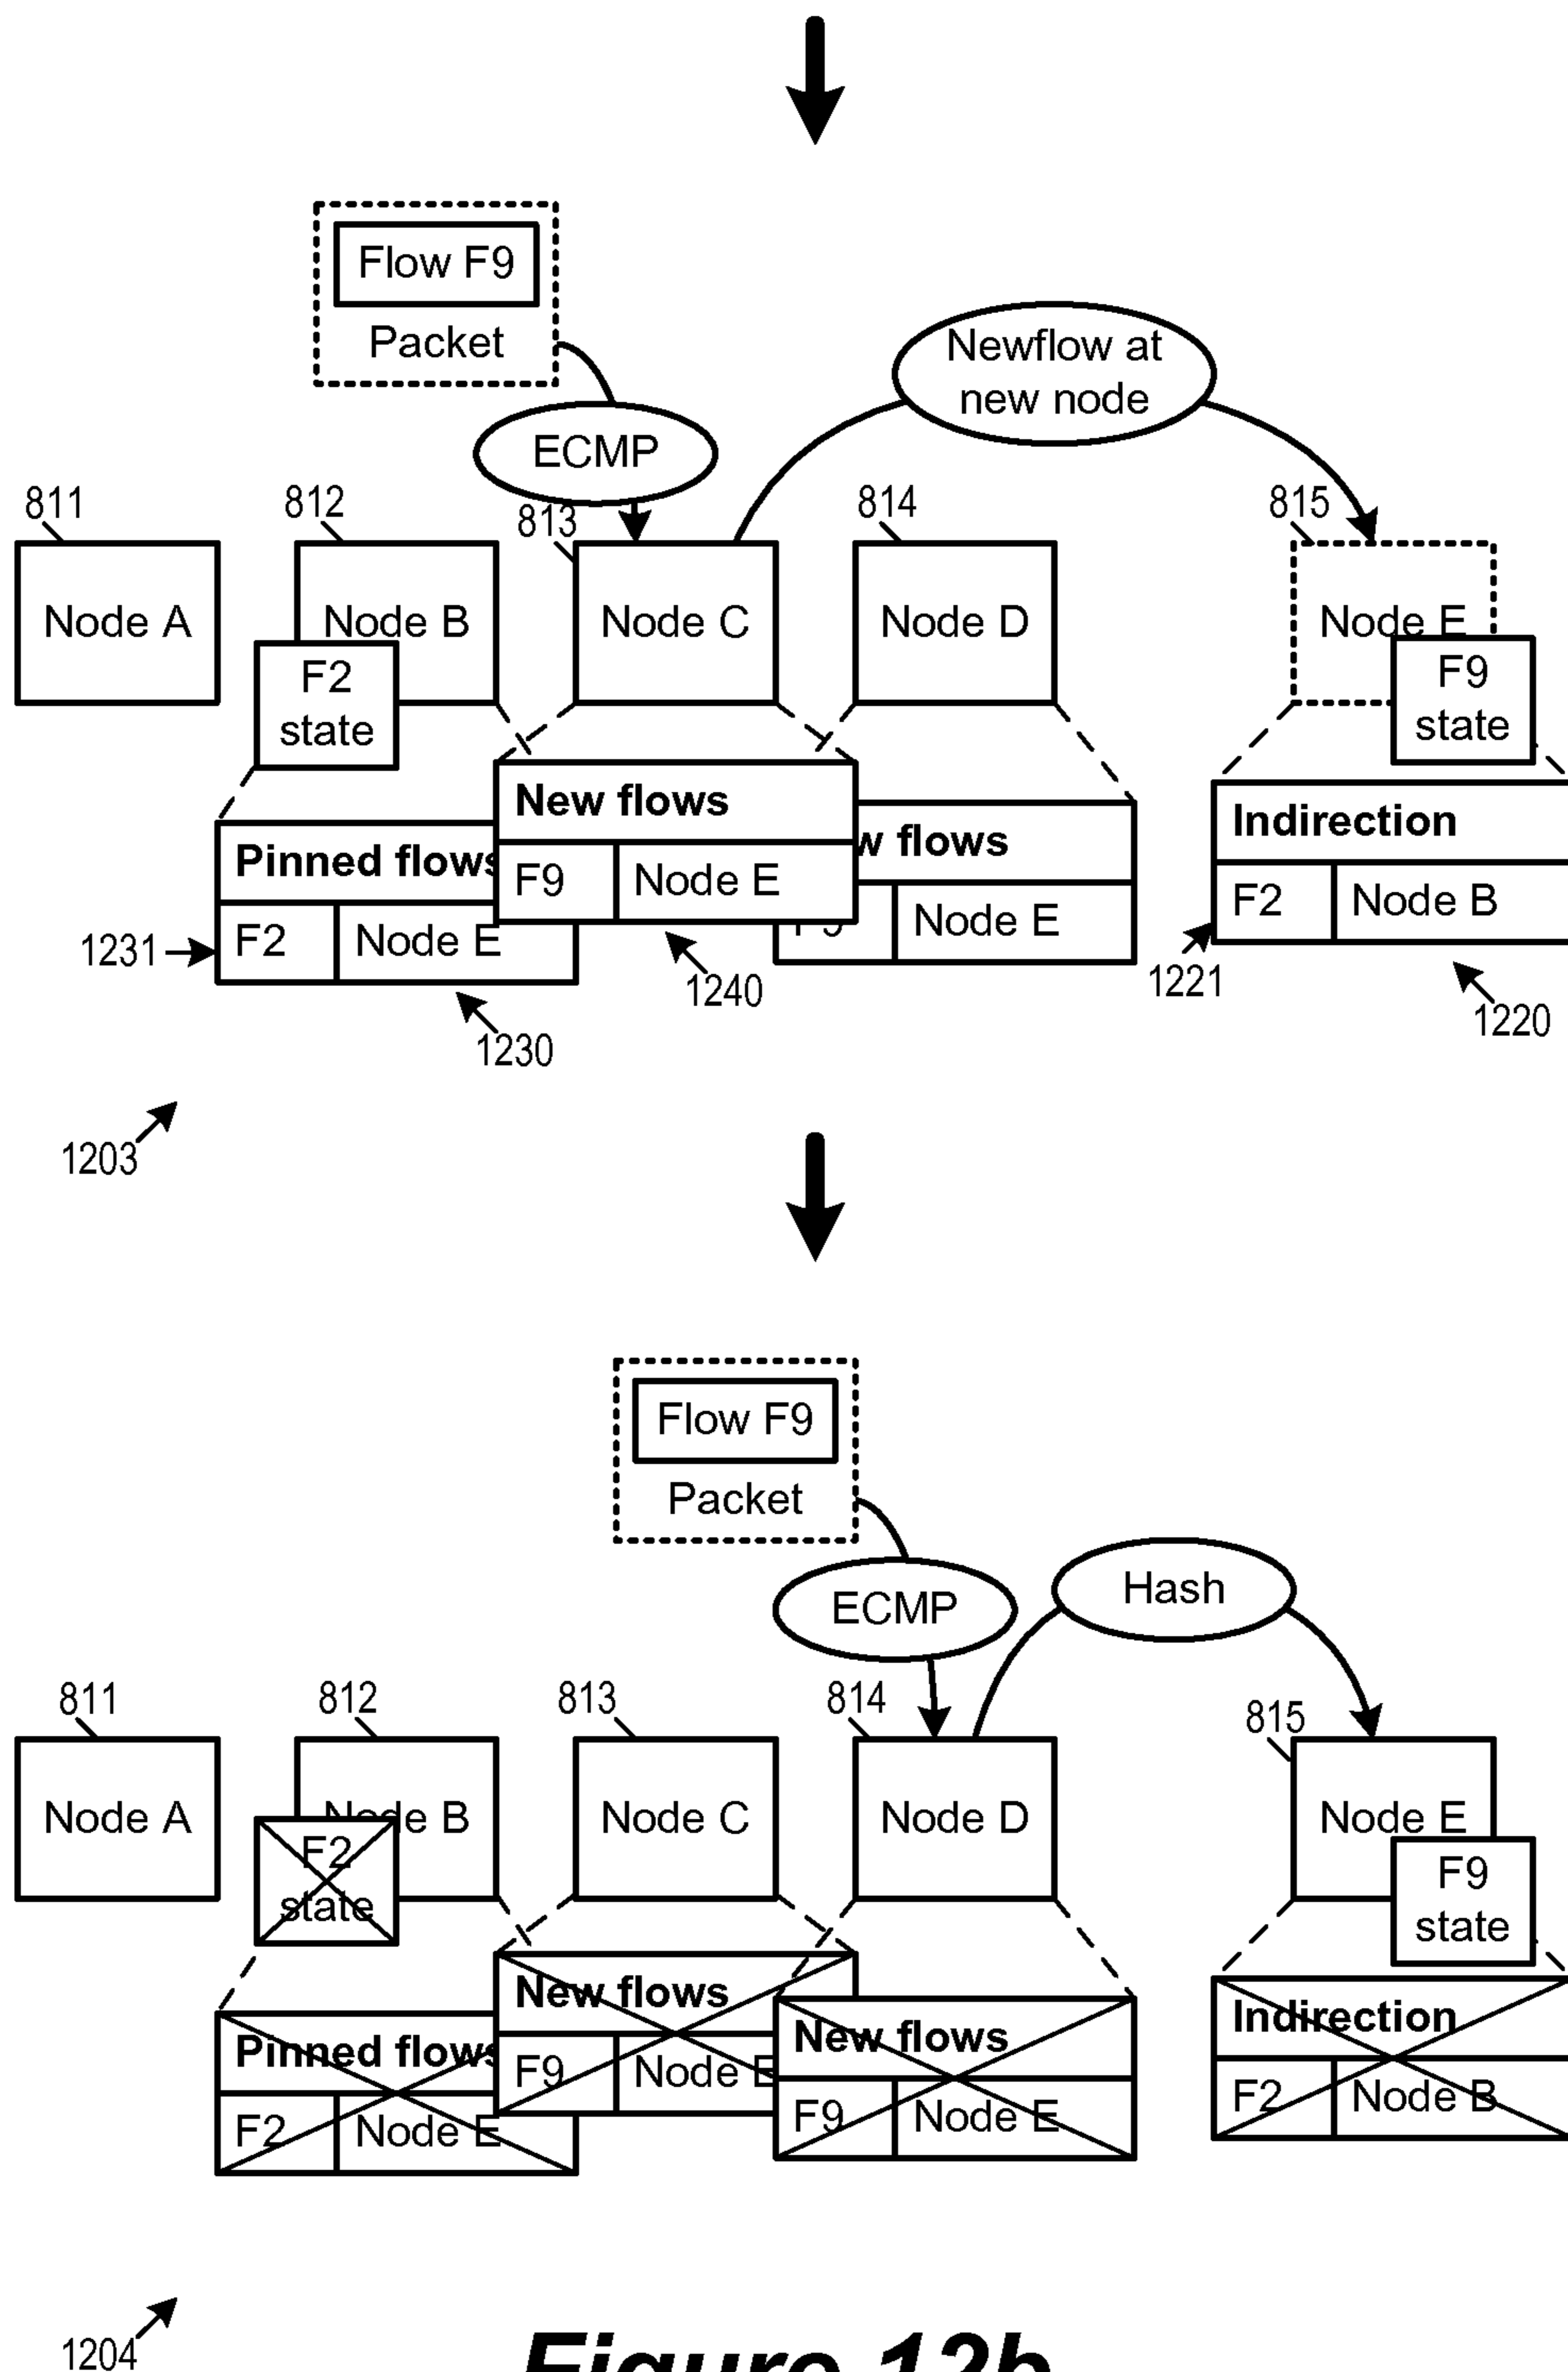 Flow F9
Packet
Newflow at
new node
ECMP
811
812
813
814
815
Node A
Node B
Node C
Node D
Node E
F2
state
F9
state
New flows
F9
Node E
w flows
Node E
Pinned flows
F2
Node E
Indirection
F2
Node B
1231
1230
1240
1221
1220
1203
Flow F9
Packet
ECMP
Hash
811
812
813
814
815
Node A
Node B
Node C
Node D
Node E
F2
state
F9
state
New flows
F9
Node E
New flows
F9
Node E
Pinned flows
F2
Node E
Indirection
F2
Node B
1204
Figure 12b